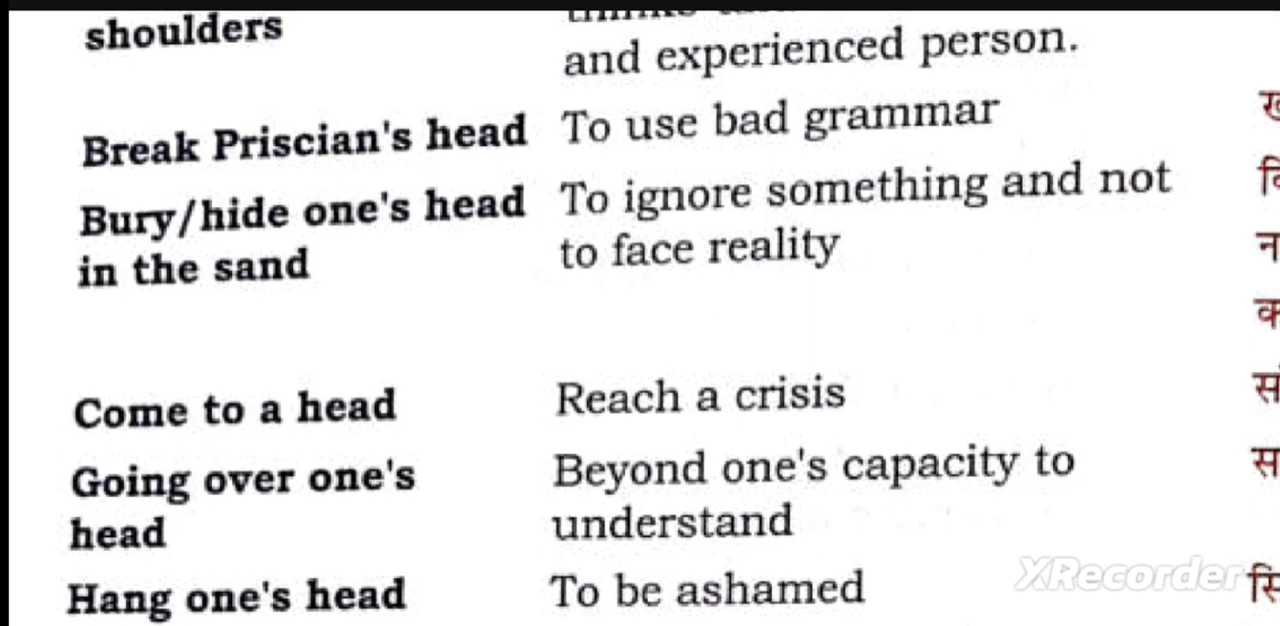 shoulders
and experienced person.
Break Priscian's head To use bad grammar
Bury/hide one's head To ignore something and not
in the sand to face reality
Come to a head Reach a crisis
Going over one's Beyond one's capacity to
head understand
Hang one's head To be ashamed
XRecorder